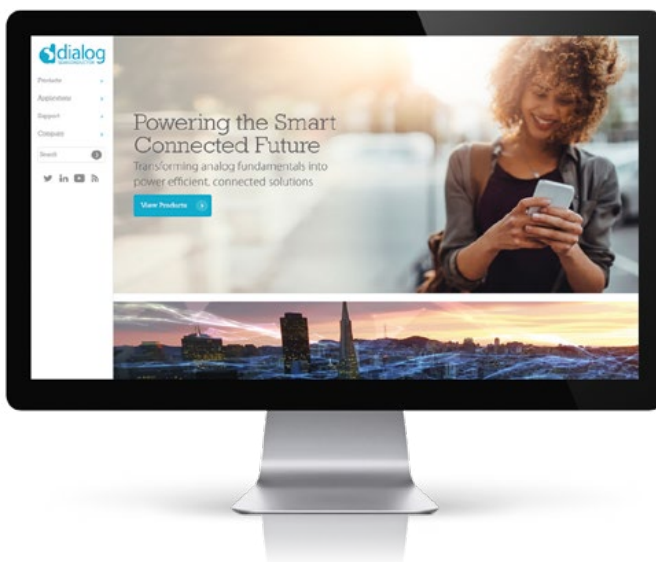 dialog
SEMICONDUCTOR
Products
Applications
Support
Company
Search
Powering the Smart
Connected Future
Transforming analog fundamentals into
power efficient, connected solutions
View Products